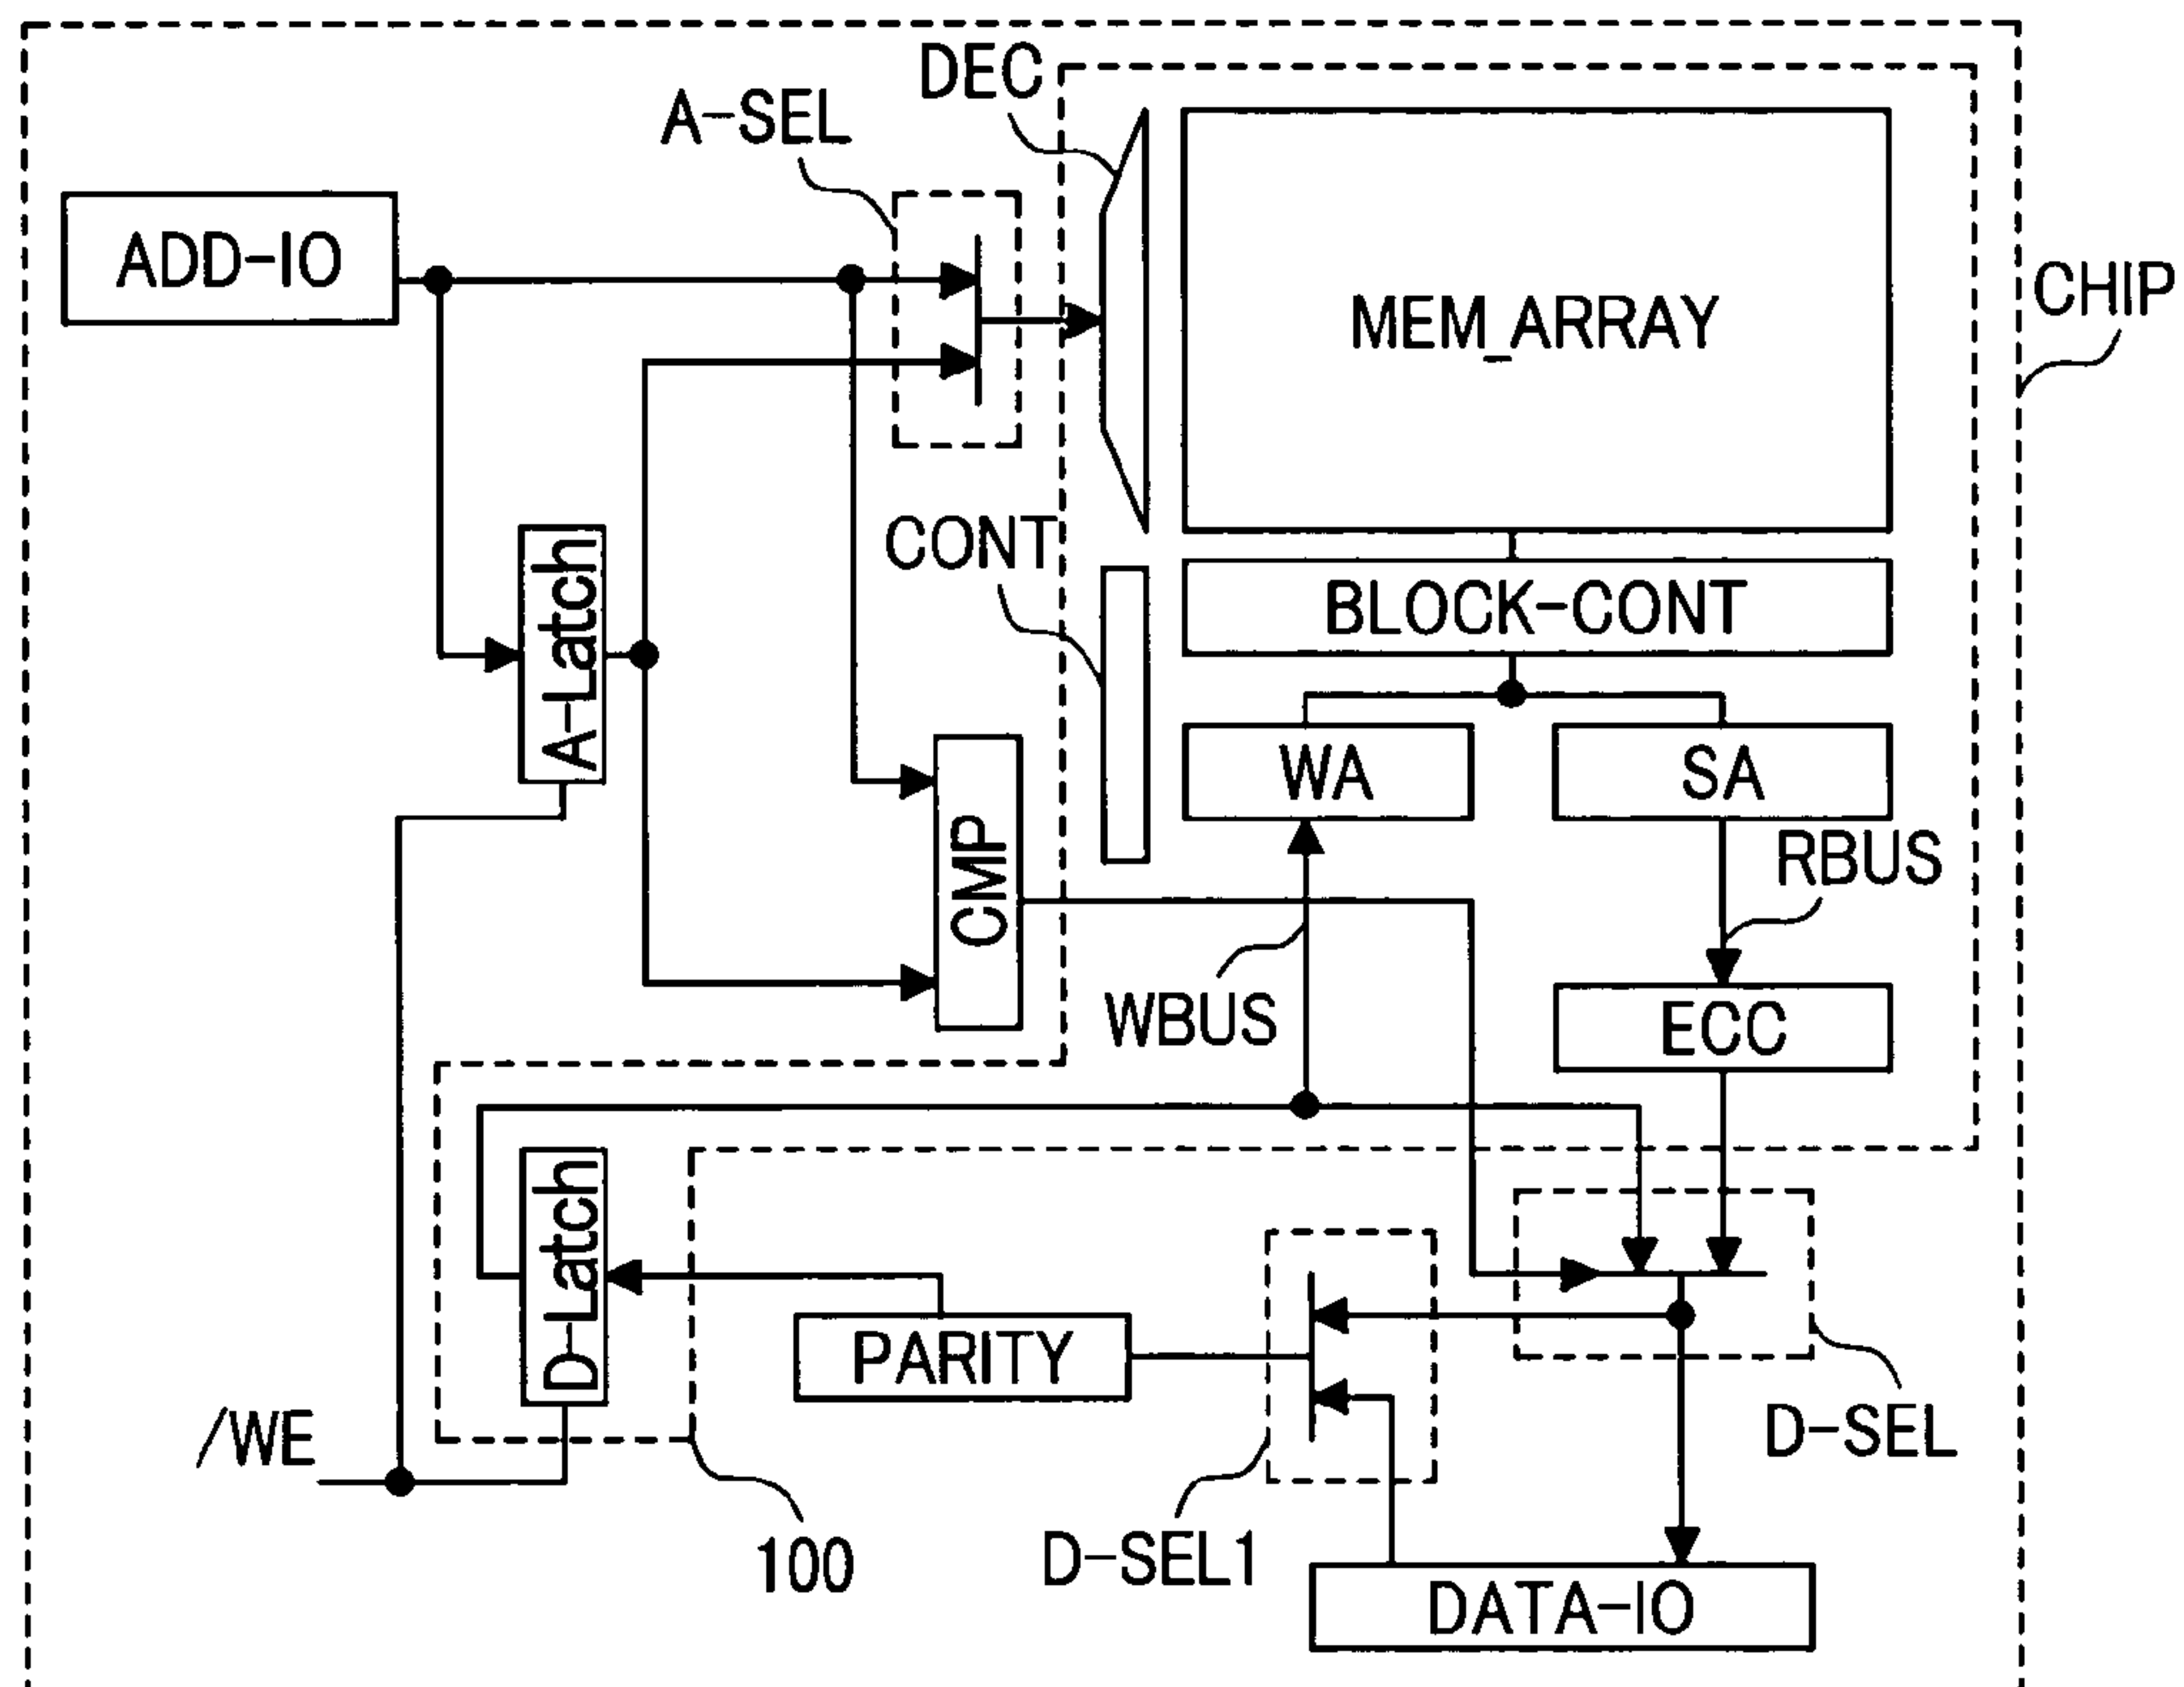 DEC
A-SEL
ADD-IO
MEM_ARRAY
CHIP
CONT
A-Latch
BLOCK-CONT
WA
SA
RBUS
CMP
WBUS
ECC
D-Latch
PARITY
/WE
D-SEL
100
D-SEL1
DATA-IO